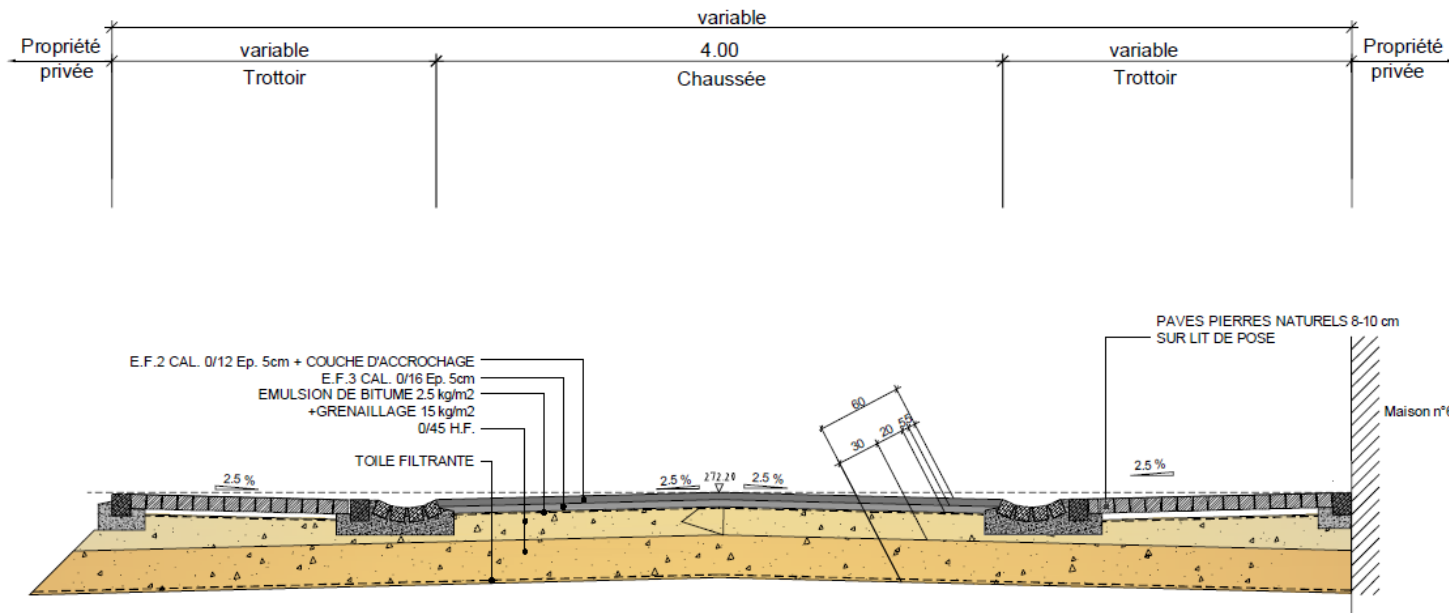 variable
Propriété
privée
variable
Trottoir
4.00
Chaussée
variable
Trottoir
Propriété
privée
PAVES PIERRES NATURELS 8-10 cm
SUR LIT DE POSE
E.F.2 CAL. 0/12 Ep. 5cm + COUCHE D'ACCROCHAGE
E.F.3 CAL. 0/16 Ep. 5cm
EMULSION DE BITUME 2.5 kg/m2
+GRENAILLAGE 15 kg/m2
0/45 H.F.
TOILE FILTRANTE
60
30
20
5
5
Maison n°6
2.5 %
2.5 %
272.20
2.5 %
2.5 %